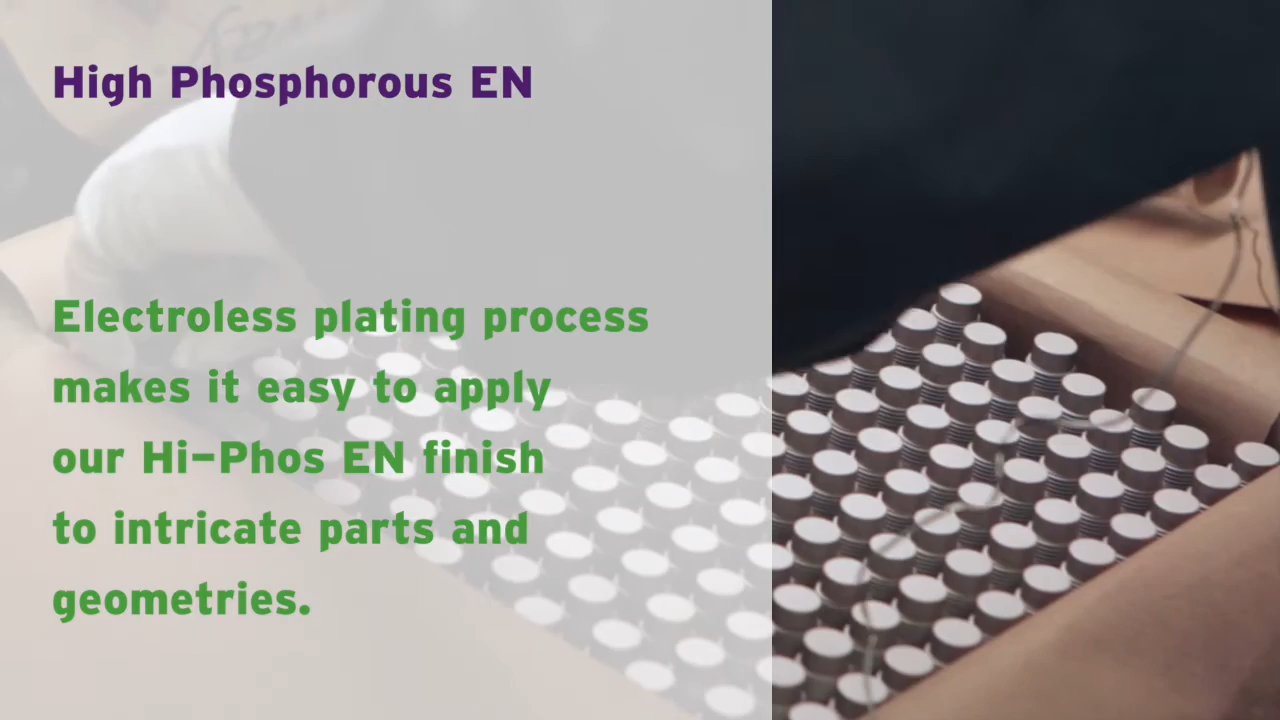 High Phosphorous EN
Electroless plating process
makes it easy to apply
our Hi-Phos EN finish
to intricate parts and
geometries.